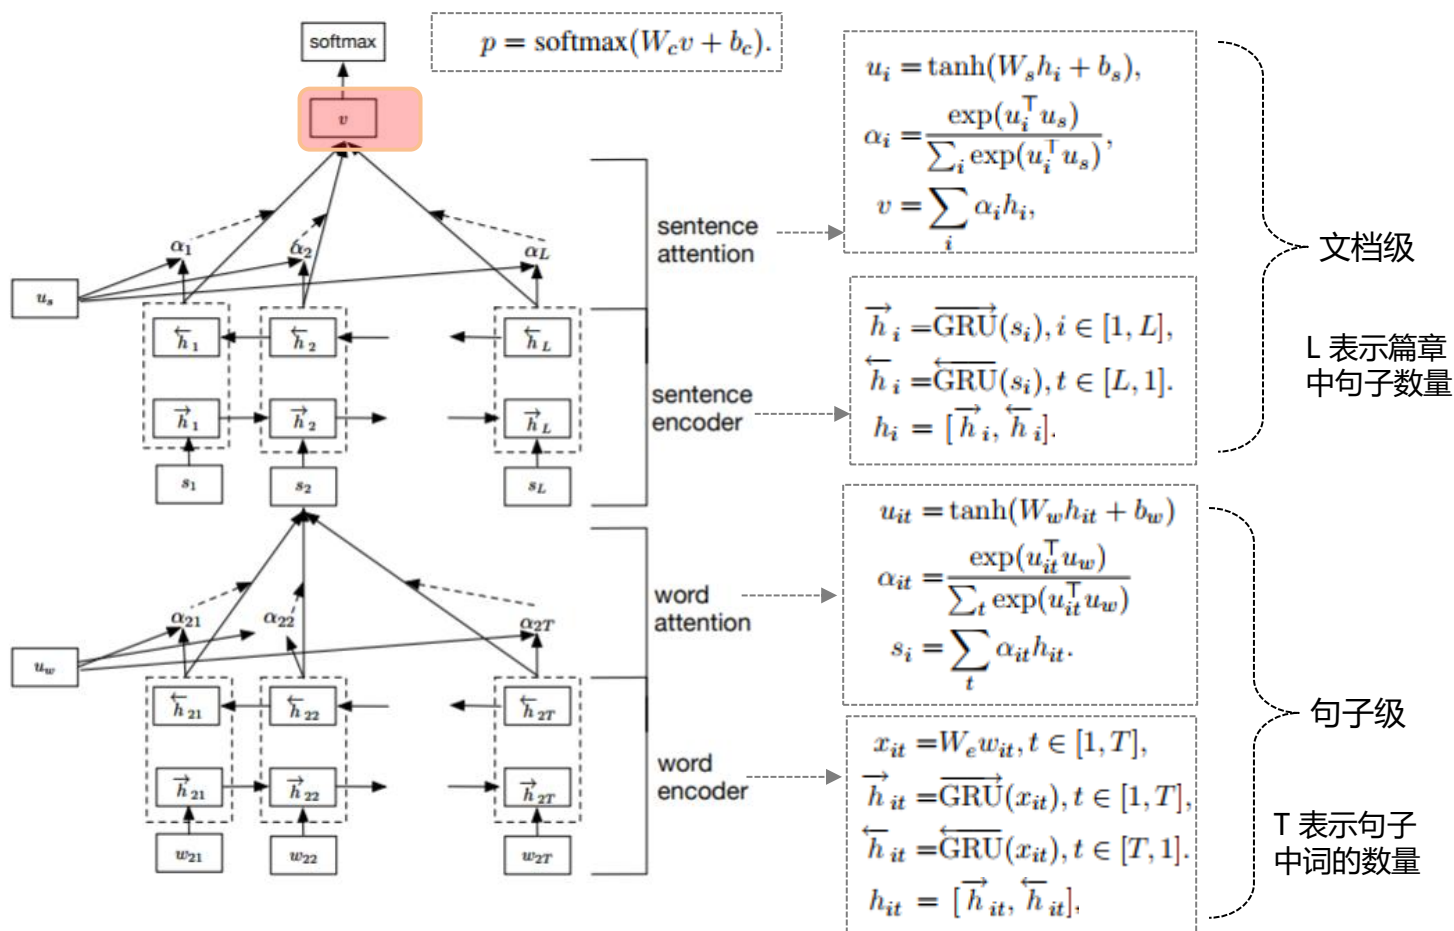 softmax
p = softmax(W_c v + b_c).
v
u_i = tanh(W_s h_i + b_s),
α_i = exp(u_i^⊤ u_s) / ∑_i exp(u_i^⊤ u_s),
v = ∑_i α_i h_i,
sentence
attention
α_1 α_2 α_L
u_s
文档级
←h_1 ←h_2 ←h_L
→h_i = →GRU(s_i), i ∈ [1, L],
←h_i = ←GRU(s_i), t ∈ [L, 1].
h_i = [→h_i, ←h_i].
L 表示篇章
中句子数量
sentence
encoder
→h_1 →h_2 →h_L
s_1 s_2 s_L
u_it = tanh(W_w h_it + b_w)
α_it = exp(u_it^⊤ u_w) / ∑_t exp(u_it^⊤ u_w)
s_i = ∑_t α_it h_it.
word
attention
α_21 α_22 α_2T
u_w
句子级
←h_21 ←h_22 ←h_2T
x_it = W_e w_it, t ∈ [1, T],
→h_it = →GRU(x_it), t ∈ [1, T],
←h_it = ←GRU(x_it), t ∈ [T, 1].
h_it = [→h_it, ←h_it],
word
encoder
→h_21 →h_22 →h_2T
w_21 w_22 w_2T
T 表示句子
中词的数量